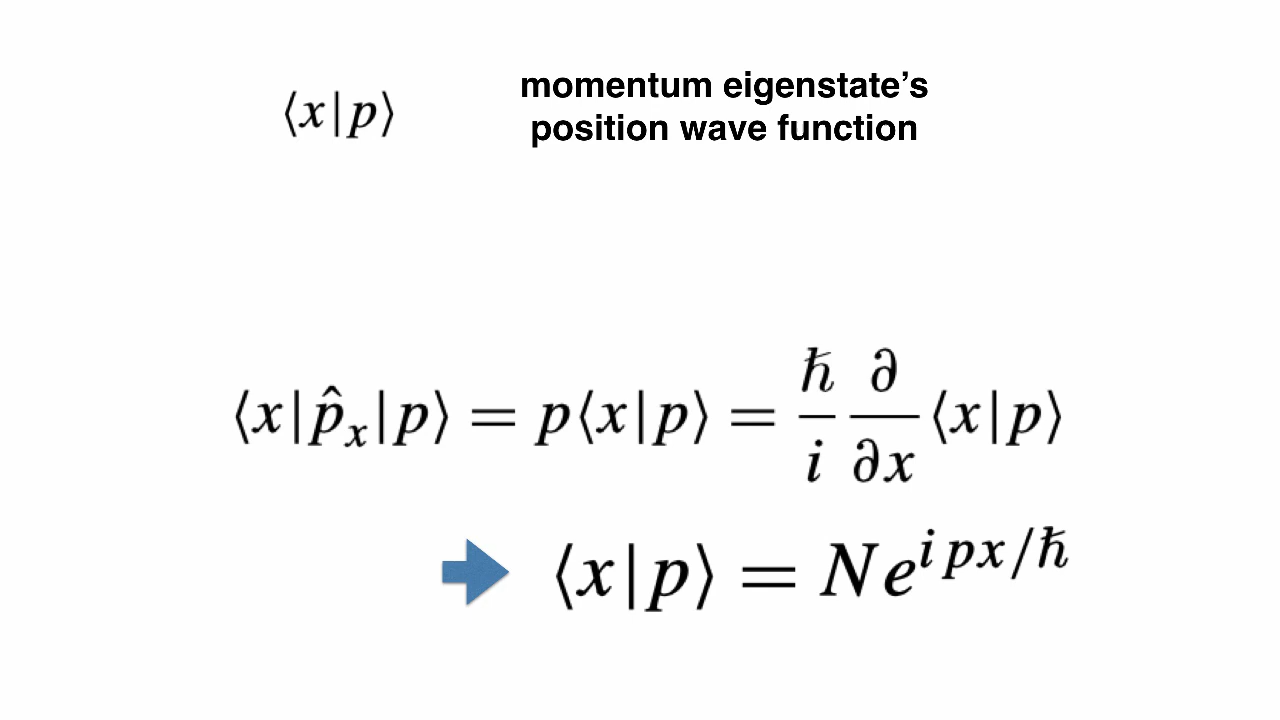 ⟨x|p⟩
momentum eigenstate’s
position wave function
⟨x|p̂ₓ|p⟩ = p⟨x|p⟩ = ħ/i ∂/∂x ⟨x|p⟩
⟨x|p⟩ = Ne^{ipx/ħ}